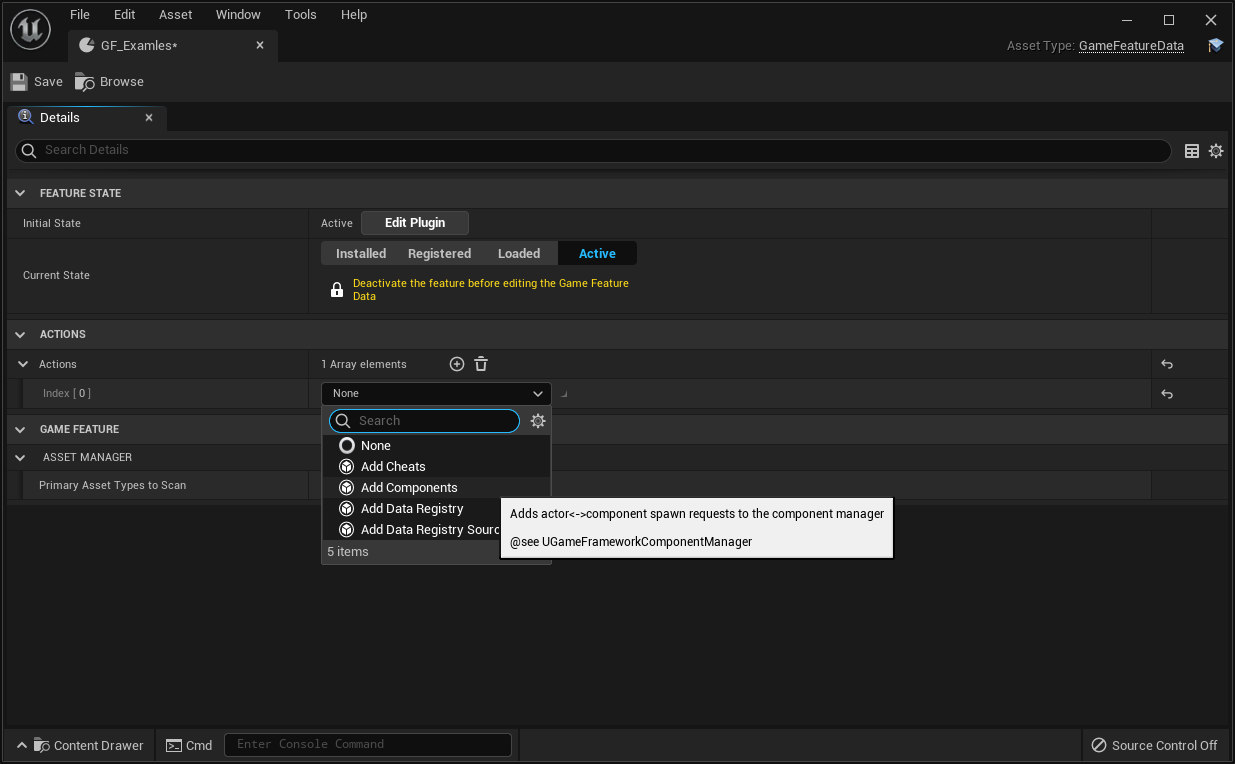 File Edit Asset Window Tools Help
GF_Examles*
Asset Type: GameFeatureData
Save Browse
Details
Search Details
FEATURE STATE
Initial State Active Edit Plugin
Installed Registered Loaded Active
Current State
Deactivate the feature before editing the Game Feature
Data
ACTIONS
Actions 1 Array elements
Index [ 0 ] None
Search
GAME FEATURE
None
ASSET MANAGER
Add Cheats
Primary Asset Types to Scan
Add Components
Add Data Registry
Add Data Registry Sourc
5 items
Adds actor<->component spawn requests to the component manager
@see UGameFrameworkComponentManager
Content Drawer Cmd Enter Console Command Source Control Off